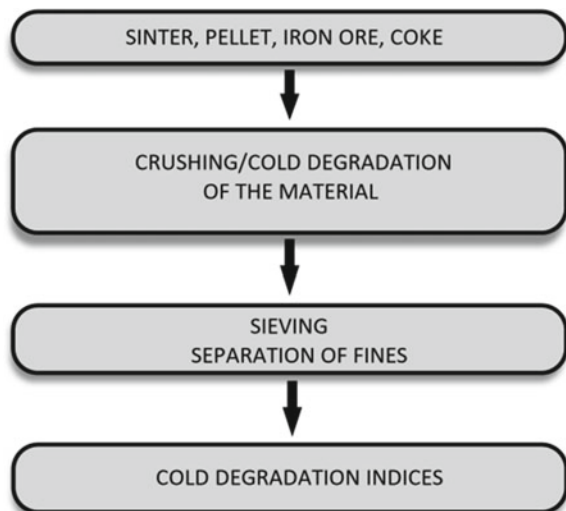 SINTER, PELLET, IRON ORE, COKE
CRUSHING/COLD DEGRADATION
OF THE MATERIAL
SIEVING
SEPARATION OF FINES
COLD DEGRADATION INDICES